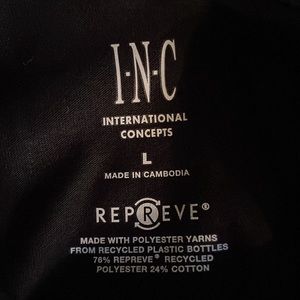 I·N·C
INTERNATIONAL
CONCEPTS
L
MADE IN CAMBODIA
REPREVE®
MADE WITH POLYESTER YARNS
FROM RECYCLED PLASTIC BOTTLES
76% REPREVE® RECYCLED
POLYESTER 24% COTTON